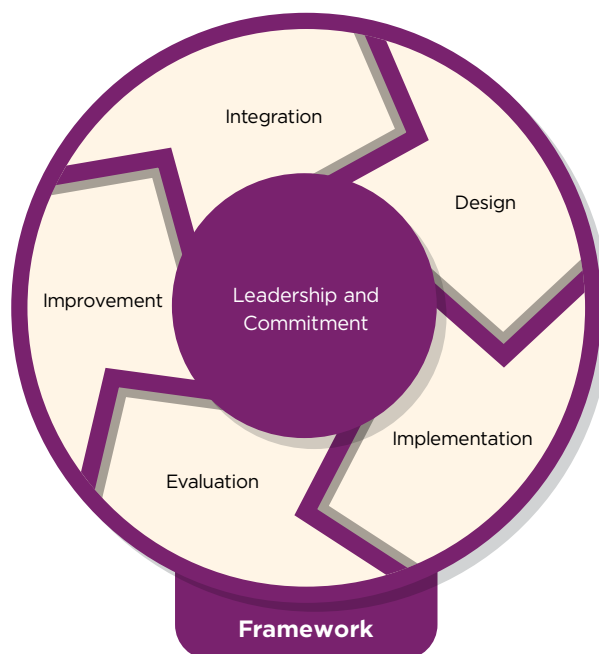 Integration
Design
Improvement
Leadership and
Commitment
Implementation
Evaluation
Framework